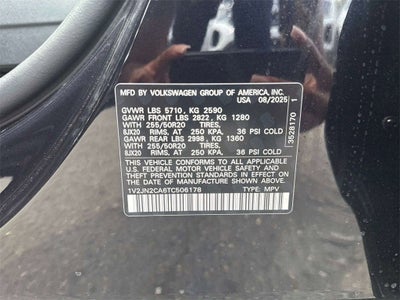 MFD BY VOLKSWAGEN GROUP OF AMERICA, INC.
USA 08/2025
GVWR LBS 5710, KG 2590
GAWR FRONT LBS 2822, KG 1280
WITH 255/50R20 TIRES,
8JX20 RIMS, AT 250 KPA, 36 PSI COLD
GAWR REAR LBS 2998, KG 1360
WITH 255/50R20 TIRES,
8JX20 RIMS, AT 250 KPA, 36 PSI COLD
THIS VEHICLE CONFORMS TO ALL APPLICABLE
U.S. FEDERAL MOTOR VEHICLE SAFETY AND
THEFT PREVENTION STANDARDS IN EFFECT ON
THE DATE OF MANUFACTURE SHOWN ABOVE.
1V2JN2CA6TC506178 TYPE: MPV
3528170 1